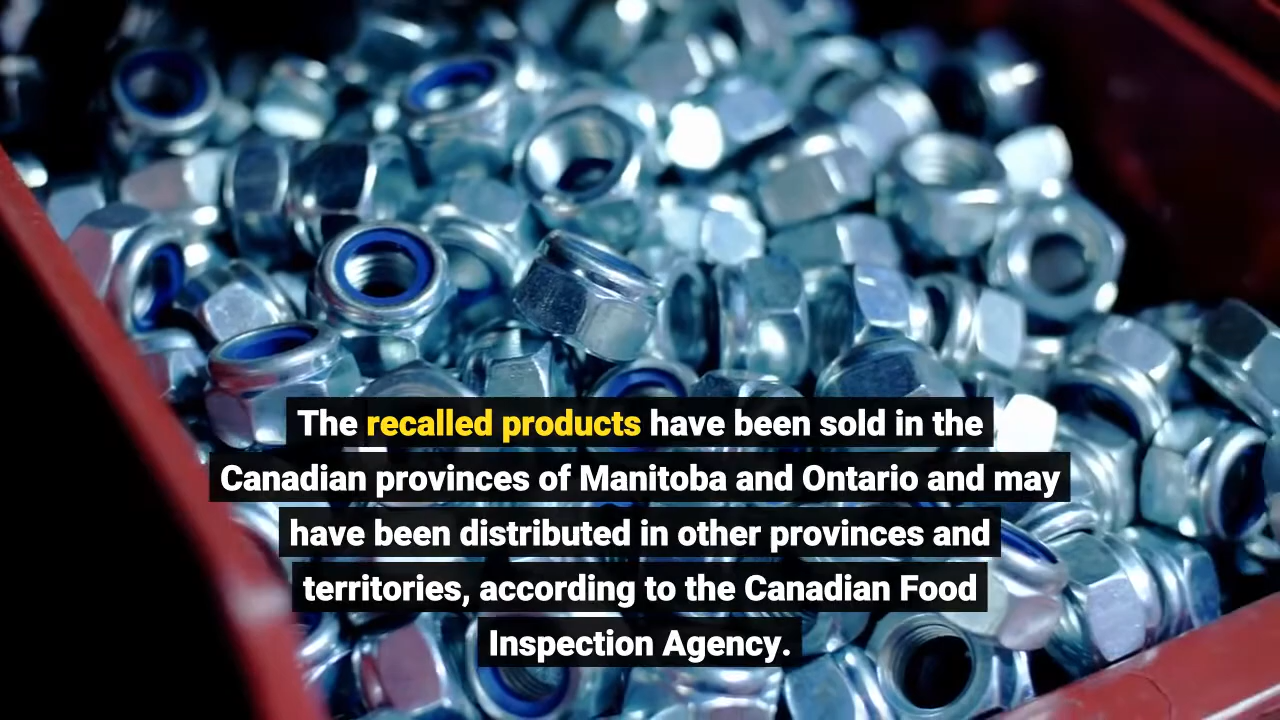 The recalled products have been sold in the
Canadian provinces of Manitoba and Ontario and may
have been distributed in other provinces and
territories, according to the Canadian Food
Inspection Agency.